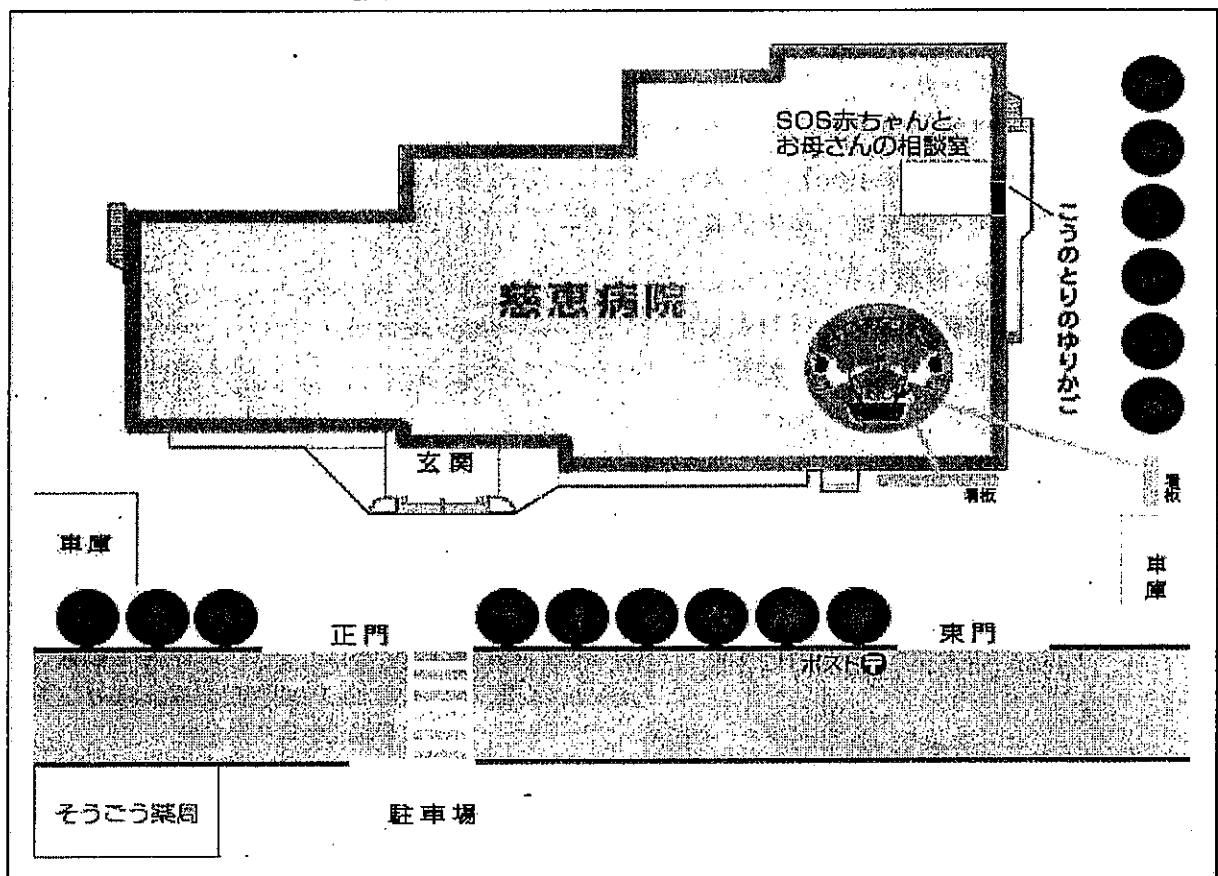 SOS赤ちゃんと
お母さんの相談室
こうのとりのゆりかご
慈恵病院
玄関
看板
看板
車庫
車庫
正門
東門
ポスト〒
そうごう薬局
駐車場